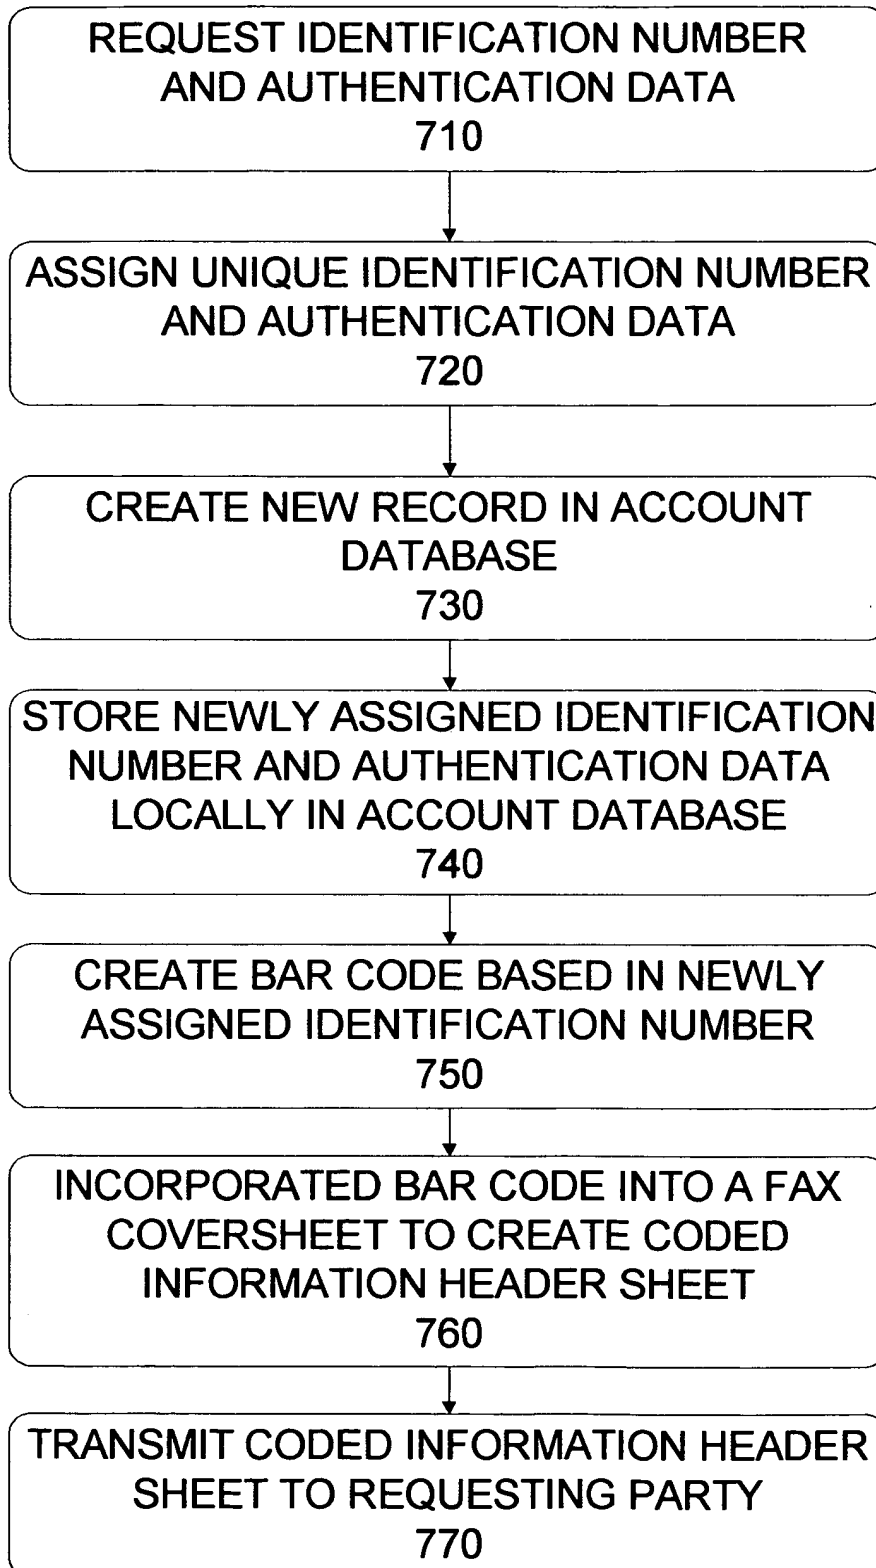 REQUEST IDENTIFICATION NUMBER
AND AUTHENTICATION DATA
710
ASSIGN UNIQUE IDENTIFICATION NUMBER
AND AUTHENTICATION DATA
720
CREATE NEW RECORD IN ACCOUNT
DATABASE
730
STORE NEWLY ASSIGNED IDENTIFICATION
NUMBER AND AUTHENTICATION DATA
LOCALLY IN ACCOUNT DATABASE
740
CREATE BAR CODE BASED IN NEWLY
ASSIGNED IDENTIFICATION NUMBER
750
INCORPORATED BAR CODE INTO A FAX
COVERSHEET TO CREATE CODED
INFORMATION HEADER SHEET
760
TRANSMIT CODED INFORMATION HEADER
SHEET TO REQUESTING PARTY
770